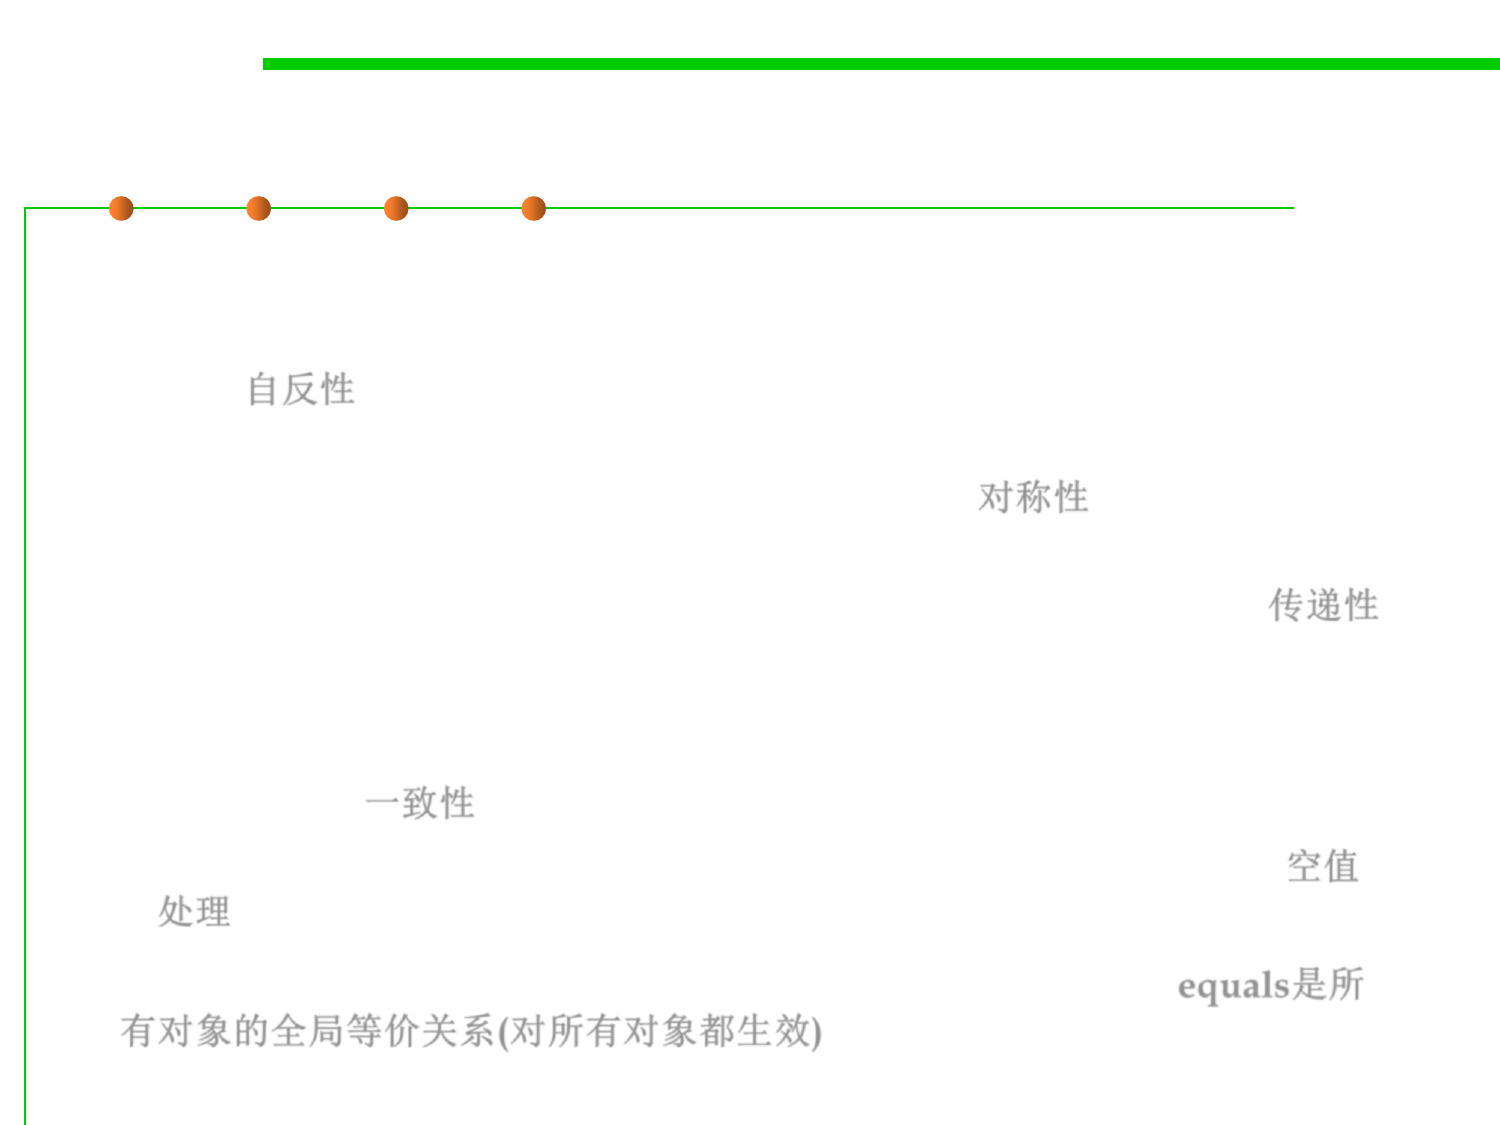 自反性
对称性
传递性
一致性
空值
处理
equals是所
有对象的全局等价关系(对所有对象都生效)